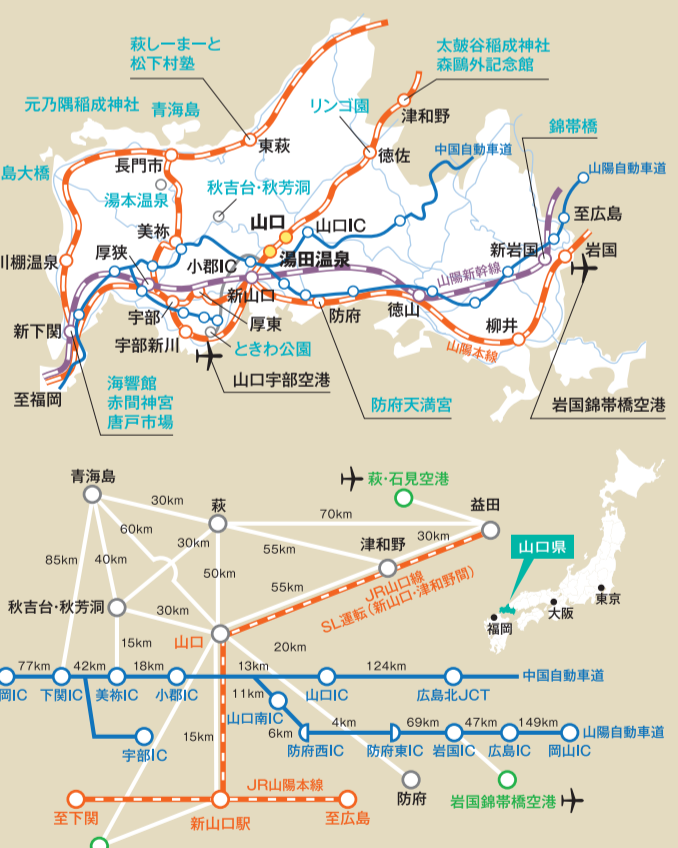 萩しーまーと
松下村塾
太皷谷稲成神社
森鷗外記念館
元乃隅稲成神社
青海島
リンゴ園
津和野
錦帯橋
東萩
徳佐
中国自動車道
島大橋
長門市
山陽自動車道
湯本温泉
秋吉台・秋芳洞
山口
山口IC
至広島
美祢
川棚温泉
厚狭
小郡IC
湯田温泉
新岩国
岩国
山陽新幹線
新山口
宇部
厚東
防府
徳山
新下関
宇部新川
ときわ公園
柳井
山陽本線
海響館
赤間神宮
唐戸市場
至福岡
山口宇部空港
防府天満宮
岩国錦帯橋空港
青海島
萩・石見空港
30km
萩
益田
70km
60km
30km
津和野
30km
山口県
85km
40km
55km
50km
55km
JR山口線
SL運転(新山口・津和野間)
東京
大阪
福岡
秋吉台・秋芳洞
30km
山口
15km
20km
77km
42km
18km
13km
124km
中国自動車道
岡IC
下関IC
美祢IC
小郡IC
11km
山口IC
広島北JCT
山口南IC
15km
6km
4km
69km
47km
149km
山陽自動車道
宇部IC
防府西IC
防府東IC
岩国IC
広島IC
岡山IC
JR山陽本線
防府
岩国錦帯橋空港
至下関
新山口駅
至広島